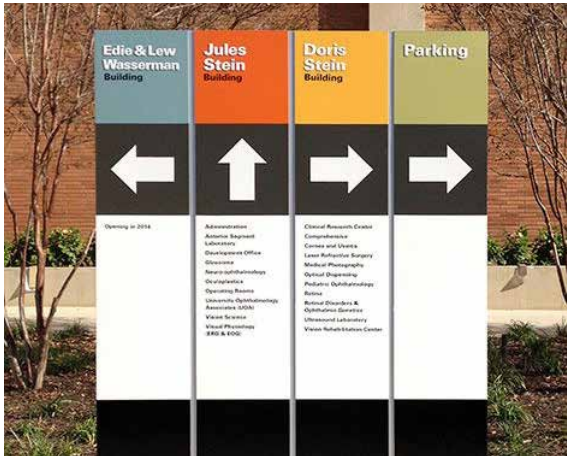 Edie & Lew
Wasserman
Building
Opening in 2014
Jules
Stein
Building
Administration
Anterior Segment
Laboratory
Development Office
Glaucoma
Neuro-ophthalmology
Oculoplastics
Operating Rooms
University Ophthalmology
Associates (UOA)
Vision Science
Visual Physiology
(ERG & EOG)
Doris
Stein
Building
Clinical Research Center
Comprehensive
Cornea and Uveitis
Laser Refractive Surgery
Medical Photography
Optical Dispensing
Pediatric Ophthalmology
Retina
Retinal Disorders &
Ophthalmic Genetics
Ultrasound Laboratory
Vision Rehabilitation Center
Parking